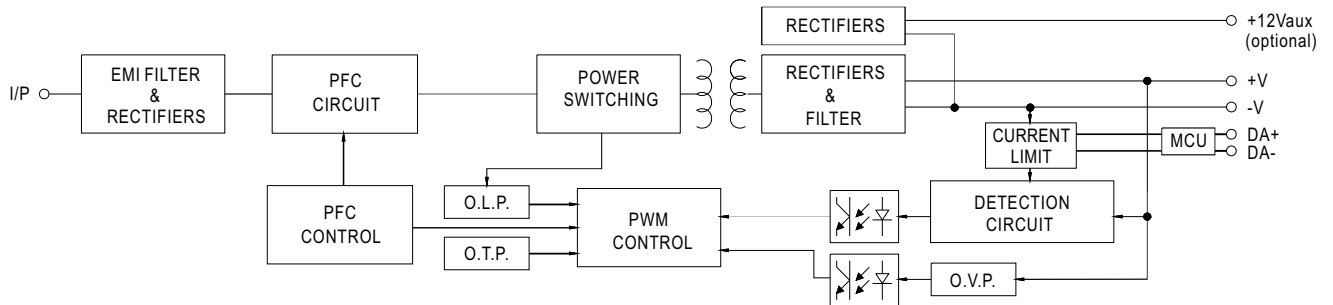 RECTIFIERS
+12Vaux
(optional)
I/P
EMI FILTER
&
RECTIFIERS
PFC
CIRCUIT
POWER
SWITCHING
RECTIFIERS
&
FILTER
+V
-V
CURRENT
LIMIT
MCU
DA+
DA-
PFC
CONTROL
O.L.P.
O.T.P.
PWM
CONTROL
DETECTION
CIRCUIT
O.V.P.